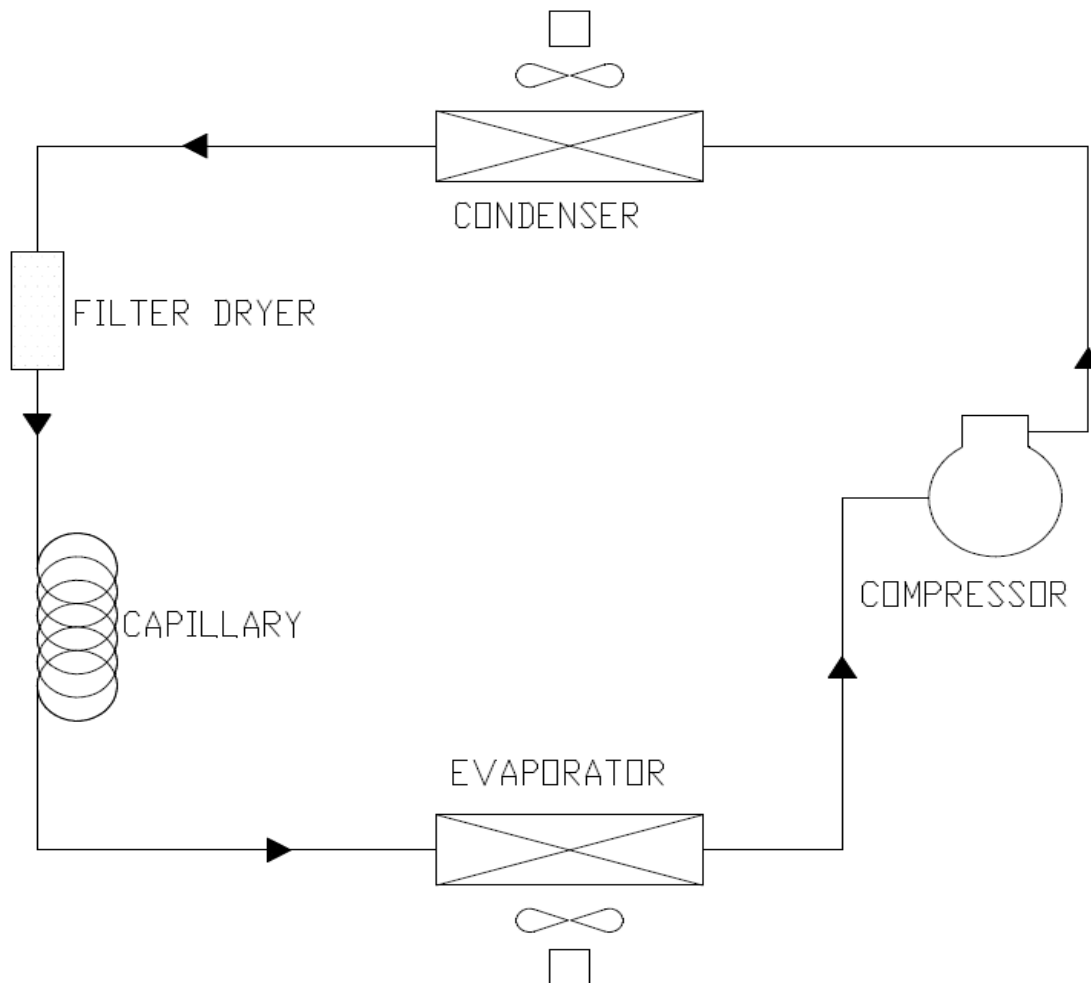 CONDENSER
FILTER DRYER
COMPRESSOR
CAPILLARY
EVAPORATOR